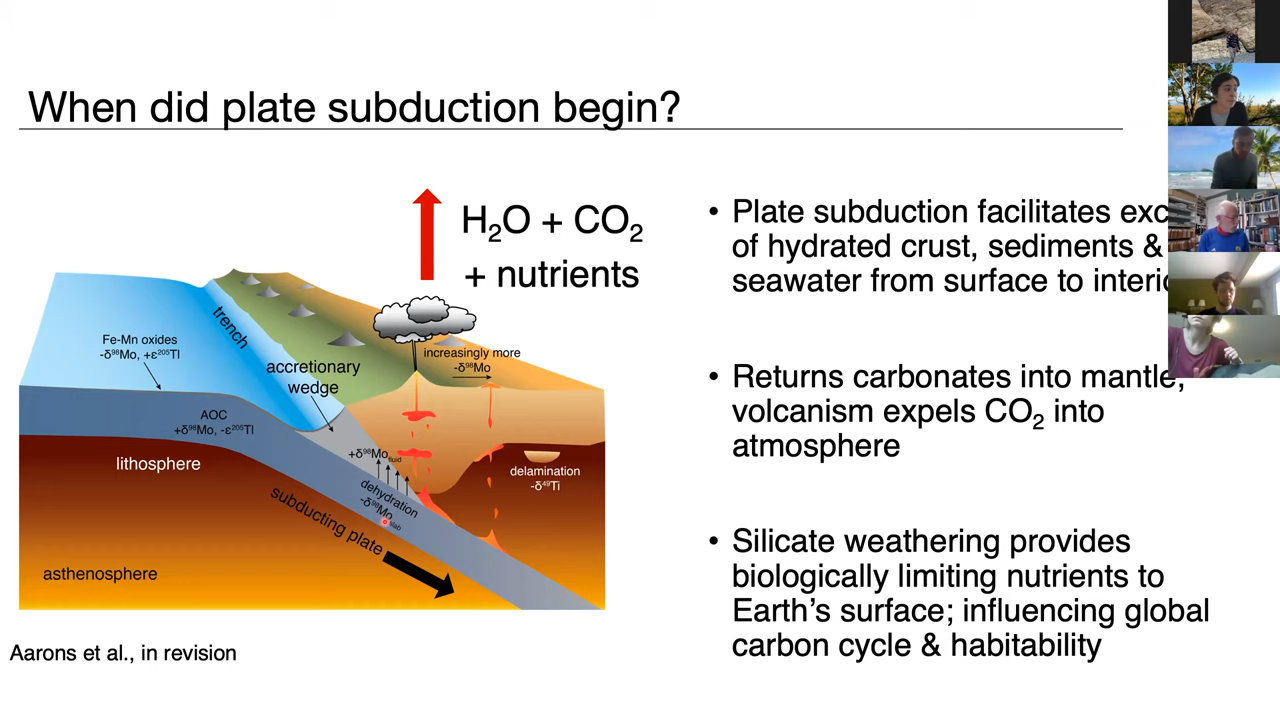 When did plate subduction begin?
H₂O + CO₂
+ nutrients
trench
Fe-Mn oxides
-δ⁹⁸Mo, +ε²⁰⁵Tl
accretionary
wedge
increasingly more
-δ⁹⁸Mo
AOC
+δ⁹⁸Mo, -ε²⁰⁵Tl
lithosphere
+δ⁹⁸Mo fluid
dehydration
-δ⁹⁸Mo slab
delamination
-δ⁴⁹Ti
subducting plate
asthenosphere
Aarons et al., in revision
• Plate subduction facilitates
of hydrated crust, sediments &
seawater from surface to
• Returns carbonates into mantle,
volcanism expels CO₂ into
atmosphere
• Silicate weathering provides
biologically limiting nutrients to
Earth's surface; influencing global
carbon cycle & habitability